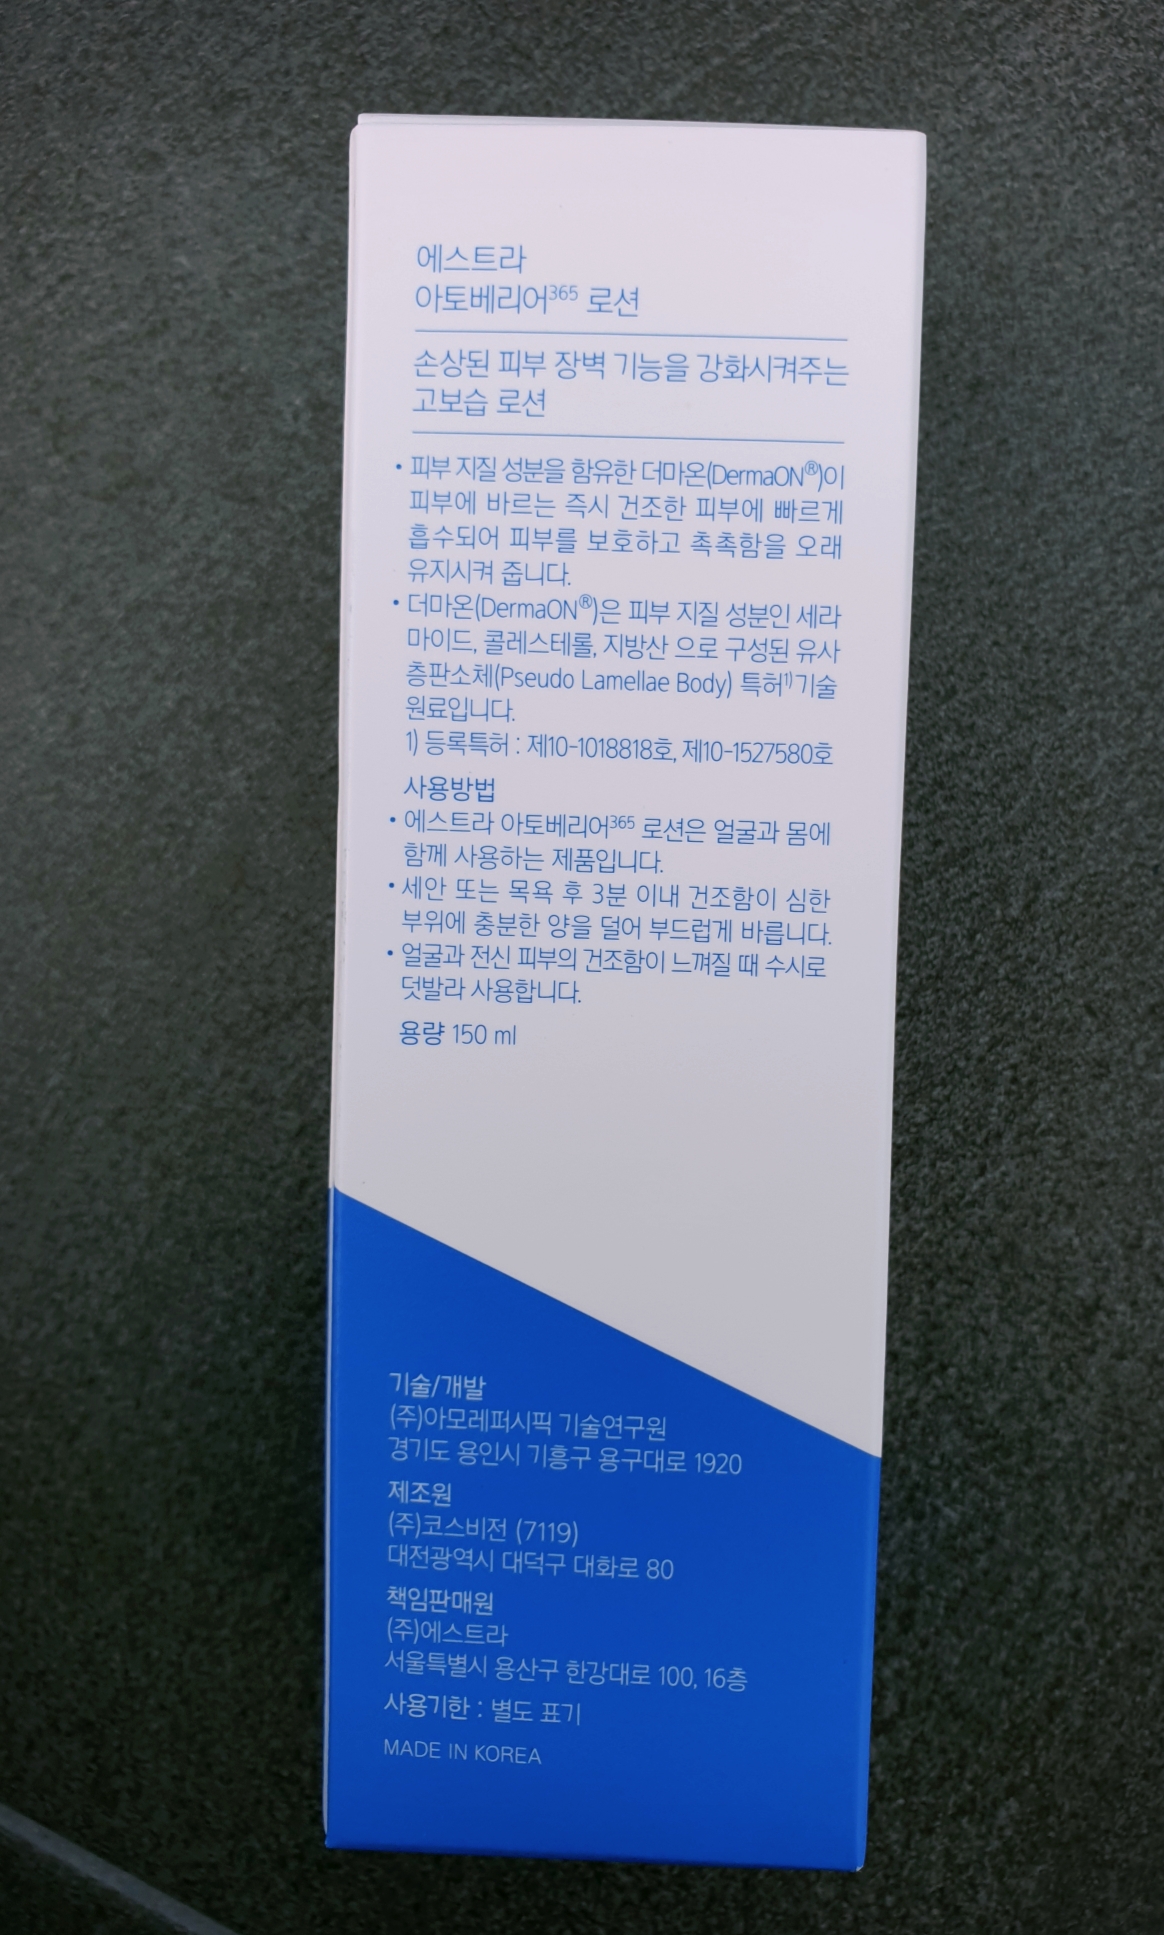 에스트라
아토베리어365 로션
손상된 피부 장벽 기능을 강화시켜주는
고보습 로션
• 피부 지질 성분을 함유한 더마온(DermaON®)이
피부에 바르는 즉시 건조한 피부에 빠르게
흡수되어 피부를 보호하고 촉촉함을 오래
유지시켜 줍니다.
• 더마온(DermaON®)은 피부 지질 성분인 세라
마이드, 콜레스테롤, 지방산 으로 구성된 유사
층판소체(Pseudo Lamellae Body) 특허1)기술
원료입니다.
1) 등록특허 : 제10-1018818호, 제10-1527580호
사용방법
• 에스트라 아토베리어365 로션은 얼굴과 몸에
함께 사용하는 제품입니다.
• 세안 또는 목욕 후 3분 이내 건조함이 심한
부위에 충분한 양을 덜어 부드럽게 바릅니다.
• 얼굴과 전신 피부의 건조함이 느껴질 때 수시로
덧발라 사용합니다.
용량 150 ml
기술/개발
(주)아모레퍼시픽 기술연구원
경기도 용인시 기흥구 용구대로 1920
제조원
(주)코스비전 (7119)
대전광역시 대덕구 대화로 80
책임판매원
(주)에스트라
서울특별시 용산구 한강대로 100, 16층
사용기한 : 별도 표기
MADE IN KOREA